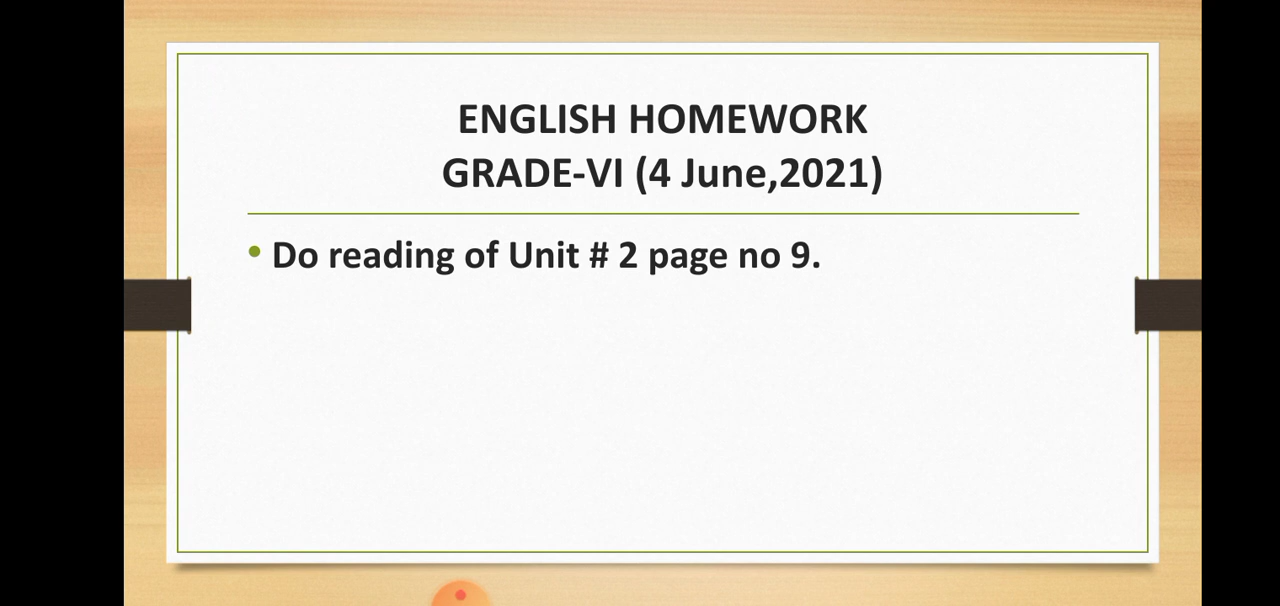 ENGLISH HOMEWORK
GRADE-VI (4 June,2021)
• Do reading of Unit # 2 page no 9.